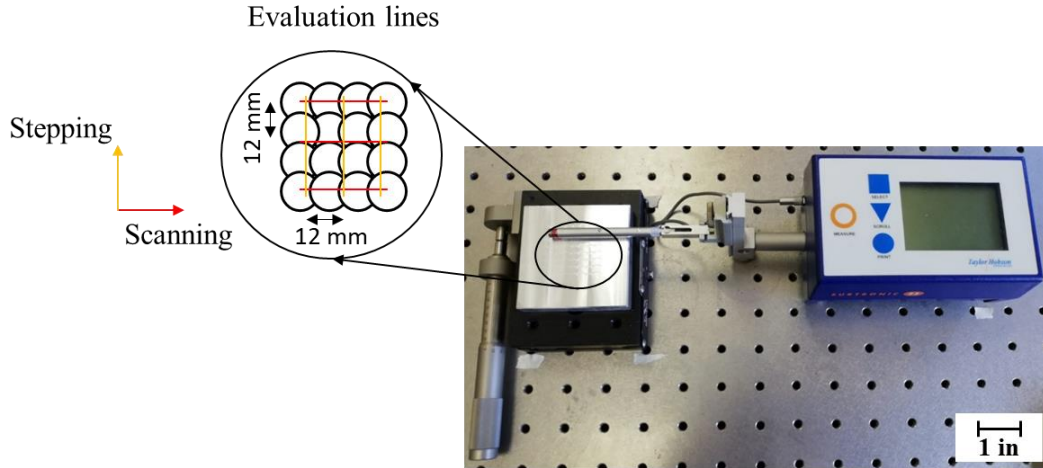 Evaluation lines
Stepping
Scanning
12 mm
12 mm
MEASURE
SELECT
SCROLL
PRINT
Taylor Hobson
SURTRONIC
1 in